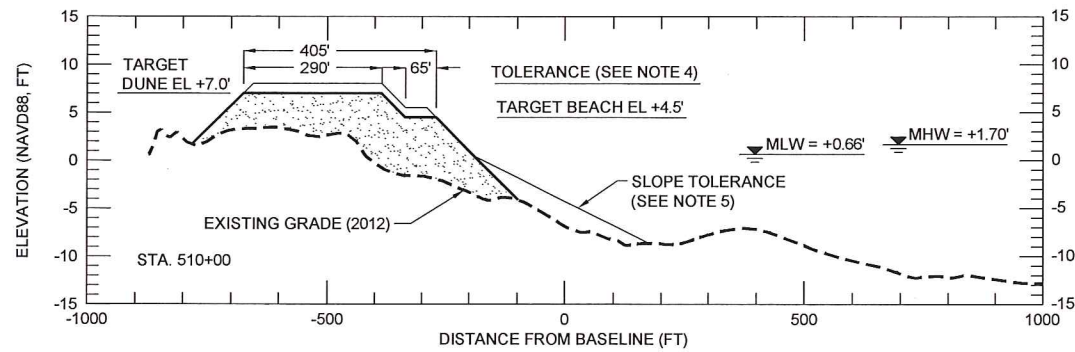 15
10
5
0
-5
-10
-15
ELEVATION (NAVD88, FT)
TARGET
DUNE EL +7.0'
405'
290'
65'
TOLERANCE (SEE NOTE 4)
TARGET BEACH EL +4.5'
MLW = +0.66'
MHW = +1.70'
SLOPE TOLERANCE
(SEE NOTE 5)
EXISTING GRADE (2012)
STA. 510+00
15
10
5
0
-5
-10
-15
-1000
-500
0
500
1000
DISTANCE FROM BASELINE (FT)